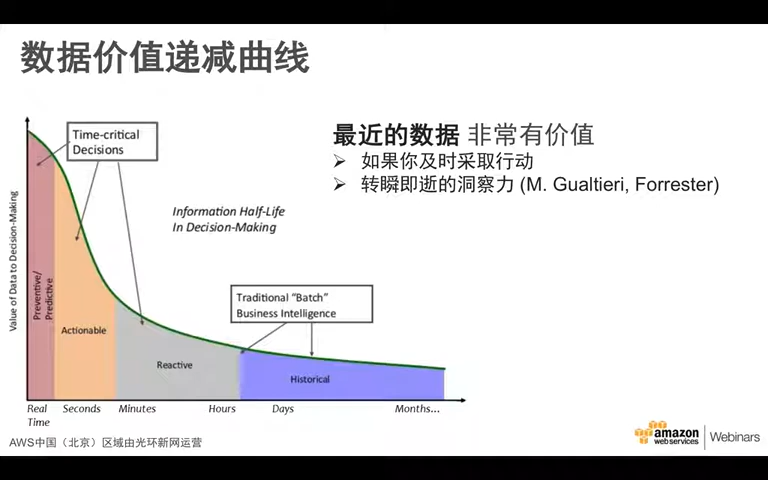 数据价值递减曲线
最近的数据 非常有价值
➢ 如果你及时采取行动
➢ 转瞬即逝的洞察力 (M. Gualtieri, Forrester)
Time-critical
Decisions
Information Half-Life
In Decision-Making
Traditional “Batch”
Business Intelligence
Value of Data to Decision-Making
Preventive/
Predictive
Actionable
Reactive
Historical
Real Seconds Minutes Hours Days Months...
Time
AWS中国（北京）区域由光环新网运营
amazon
webservices
Webinars